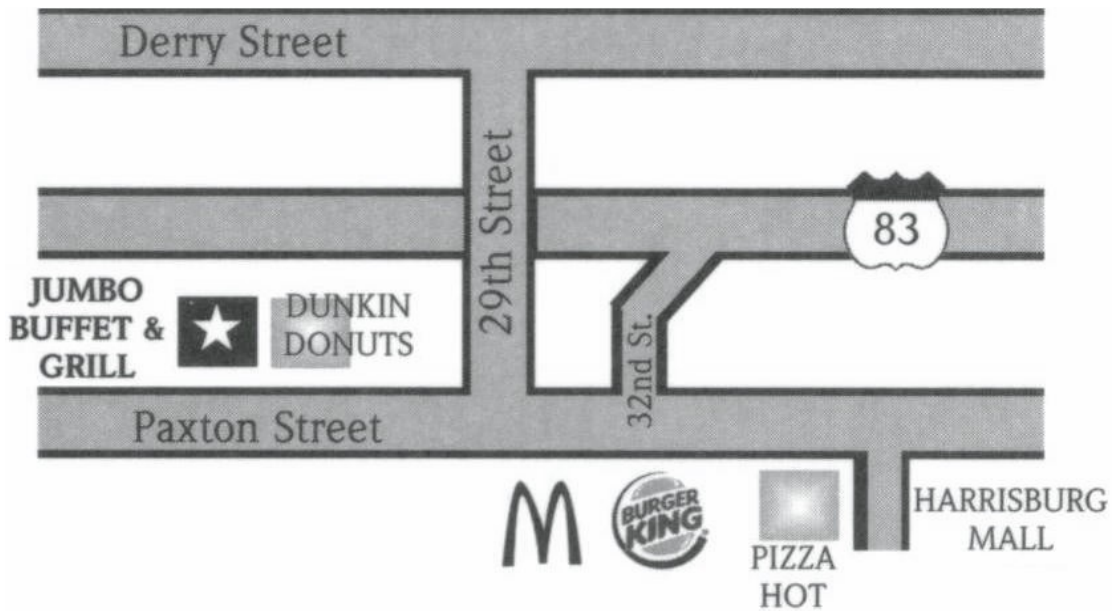 Derry Street
29th Street
83
JUMBO
BUFFET &
GRILL
DUNKIN
DONUTS
32nd St.
Paxton Street
BURGER
KING
HARRISBURG
MALL
PIZZA
HOT